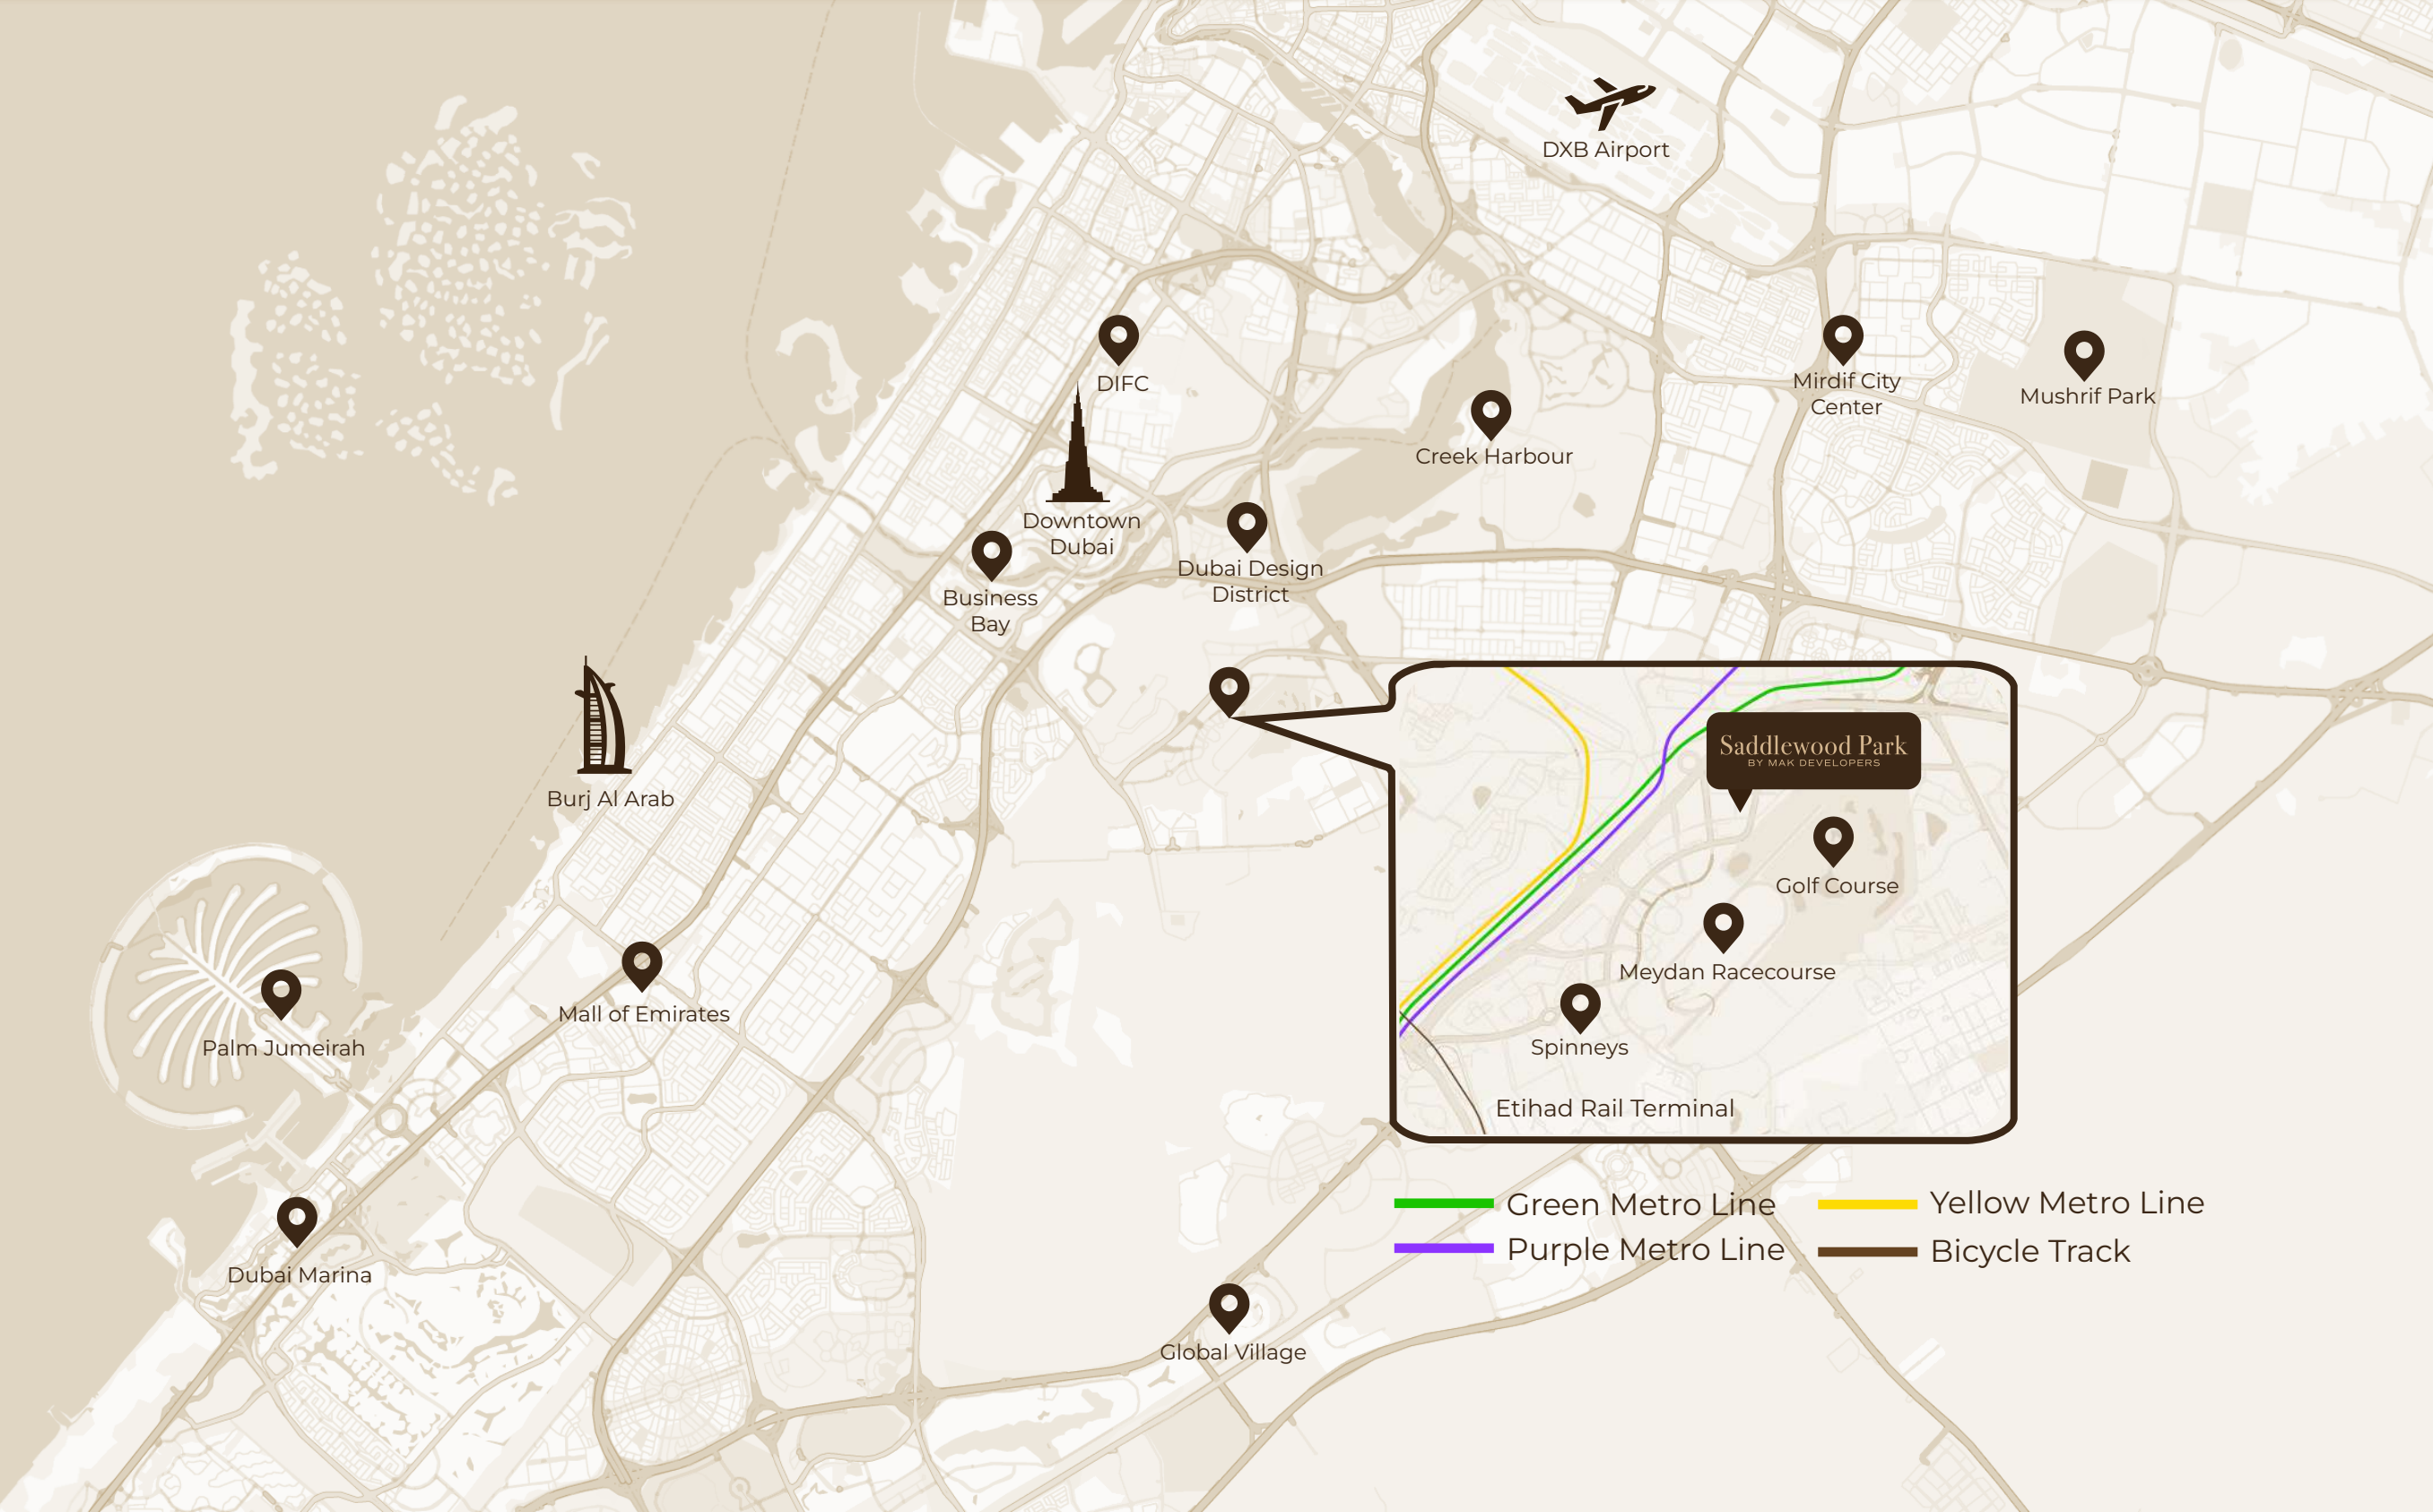 DXB Airport
DIFC
Mirdif City
Center
Mushrif Park
Creek Harbour
Downtown
Dubai
Dubai Design
District
Business
Bay
Burj Al Arab
Saddlewood Park
BY MAK DEVELOPERS
Golf Course
Meydan Racecourse
Spinneys
Etihad Rail Terminal
Mall of Emirates
Palm Jumeirah
Dubai Marina
Global Village
Green Metro Line
Yellow Metro Line
Purple Metro Line
Bicycle Track